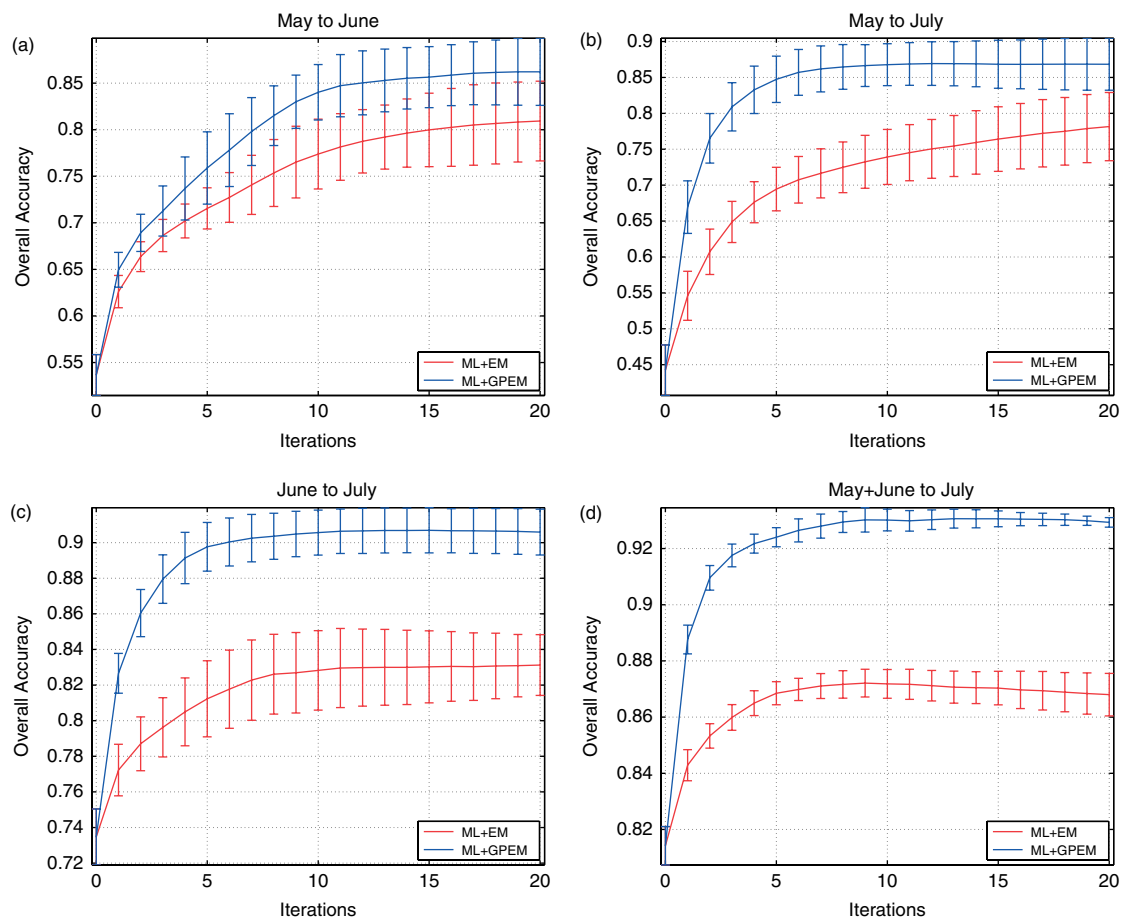 May to June
(a)
0.85
0.8
0.75
0.7
0.65
0.6
0.55
Overall Accuracy
ML+EM
ML+GPEM
0 5 10 15 20
Iterations
May to July
(b)
0.9
0.85
0.8
0.75
0.7
0.65
0.6
0.55
0.5
0.45
Overall Accuracy
ML+EM
ML+GPEM
0 5 10 15 20
Iterations
June to July
(c)
0.9
0.88
0.86
0.84
0.82
0.8
0.78
0.76
0.74
0.72
Overall Accuracy
ML+EM
ML+GPEM
0 5 10 15 20
Iterations
May+June to July
(d)
0.92
0.9
0.88
0.86
0.84
0.82
Overall Accuracy
ML+EM
ML+GPEM
0 5 10 15 20
Iterations